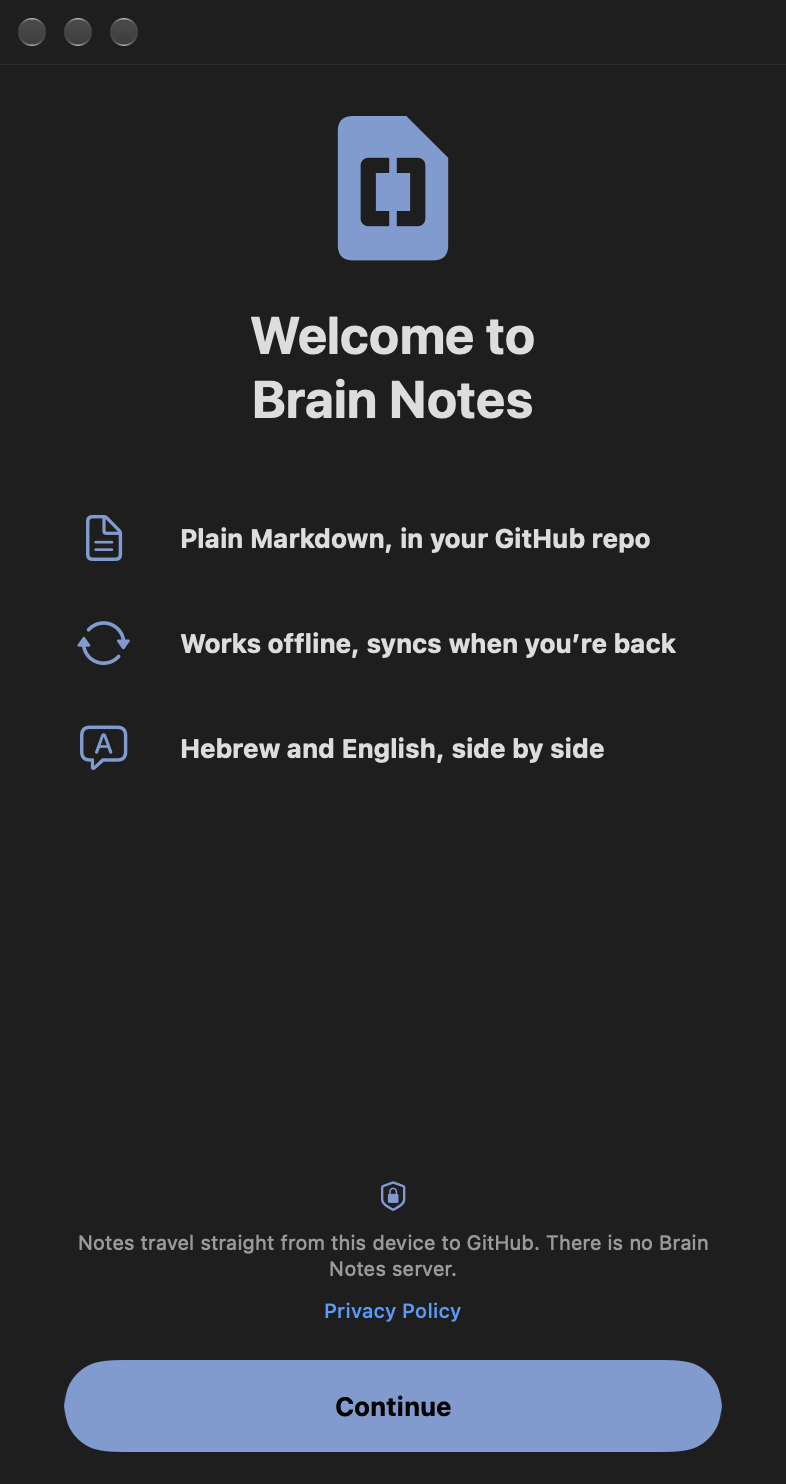 Welcome to
Brain Notes
Plain Markdown, in your GitHub repo
Works offline, syncs when you’re back
A
Hebrew and English, side by side
Notes travel straight from this device to GitHub. There is no Brain
Notes server.
Privacy Policy
Continue